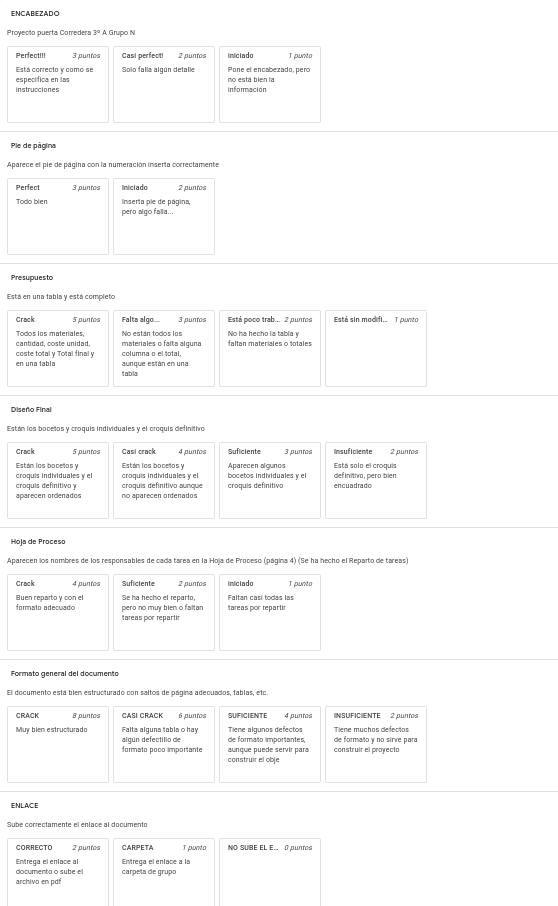 ENCABEZADO
Proyecto puerta Corredera 3º A Grupo N
Perfect!!! 3 puntos
Está correcto y como se
especifica en las
instrucciones
Casi perfect! 2 puntos
Solo falla algún detalle
iniciado 1 punto
Pone el encabezado, pero
no está bien la
información
Pie de página
Aparece el pie de página con la numeración inserta correctamente
Perfect 3 puntos
Todo bien
Iniciado 2 puntos
Inserta pie de página,
pero algo falla...
Presupuesto
Está en una tabla y está completo
Crack 5 puntos
Todos los materiales,
cantidad, coste unidad,
coste total y Total final y
en una tabla
Falta algo... 3 puntos
No están todos los
materiales o falta alguna
columna o el total,
aunque están en una
tabla
Está poco trab... 2 puntos
No ha hecho la tabla y
faltan materiales o totales
Está sin modifi... 1 punto
Diseño Final
Están los bocetos y croquis individuales y el croquis definitivo
Crack 5 puntos
Están los bocetos y
croquis individuales y el
croquis definitivo y
aparecen ordenados
Casi crack 4 puntos
Están los bocetos y
croquis individuales y el
croquis definitivo aunque
no aparecen ordenados
Suficiente 3 puntos
Aparecen algunos
bocetos individuales y el
croquis definitivo
Insuficiente 2 puntos
Está solo el croquis
definitivo, pero bien
encuadrado
Hoja de Proceso
Aparecen los nombres de los responsables de cada tarea en la Hoja de Proceso (página 4) (Se ha hecho el Reparto de tareas)
Crack 4 puntos
Buen reparto y con el
formato adecuado
Suficiente 2 puntos
Se ha hecho el reparto,
pero no muy bien o faltan
tareas por repartir
iniciado 1 punto
Faltan casi todas las
tareas por repartir
Formato general del documento
El documento está bien estructurado con saltos de página adecuados, tablas, etc.
CRACK 8 puntos
Muy bien estructurado
CASI CRACK 6 puntos
Falta alguna tabla o hay
algún defectillo de
formato poco importante
SUFICIENTE 4 puntos
Tiene algunos defectos
de formato importantes,
aunque puede servir para
construir el obje
INSUFICIENTE 2 puntos
Tiene muchos defectos
de formato y no sirve para
construir el proyecto
ENLACE
Sube correctamente el enlace al documento
CORRECTO 2 puntos
Entrega el enlace al
documento o sube el
archivo en pdf
CARPETA 1 punto
Entrega el enlace a la
carpeta de grupo
NO SUBE EL E... 0 puntos